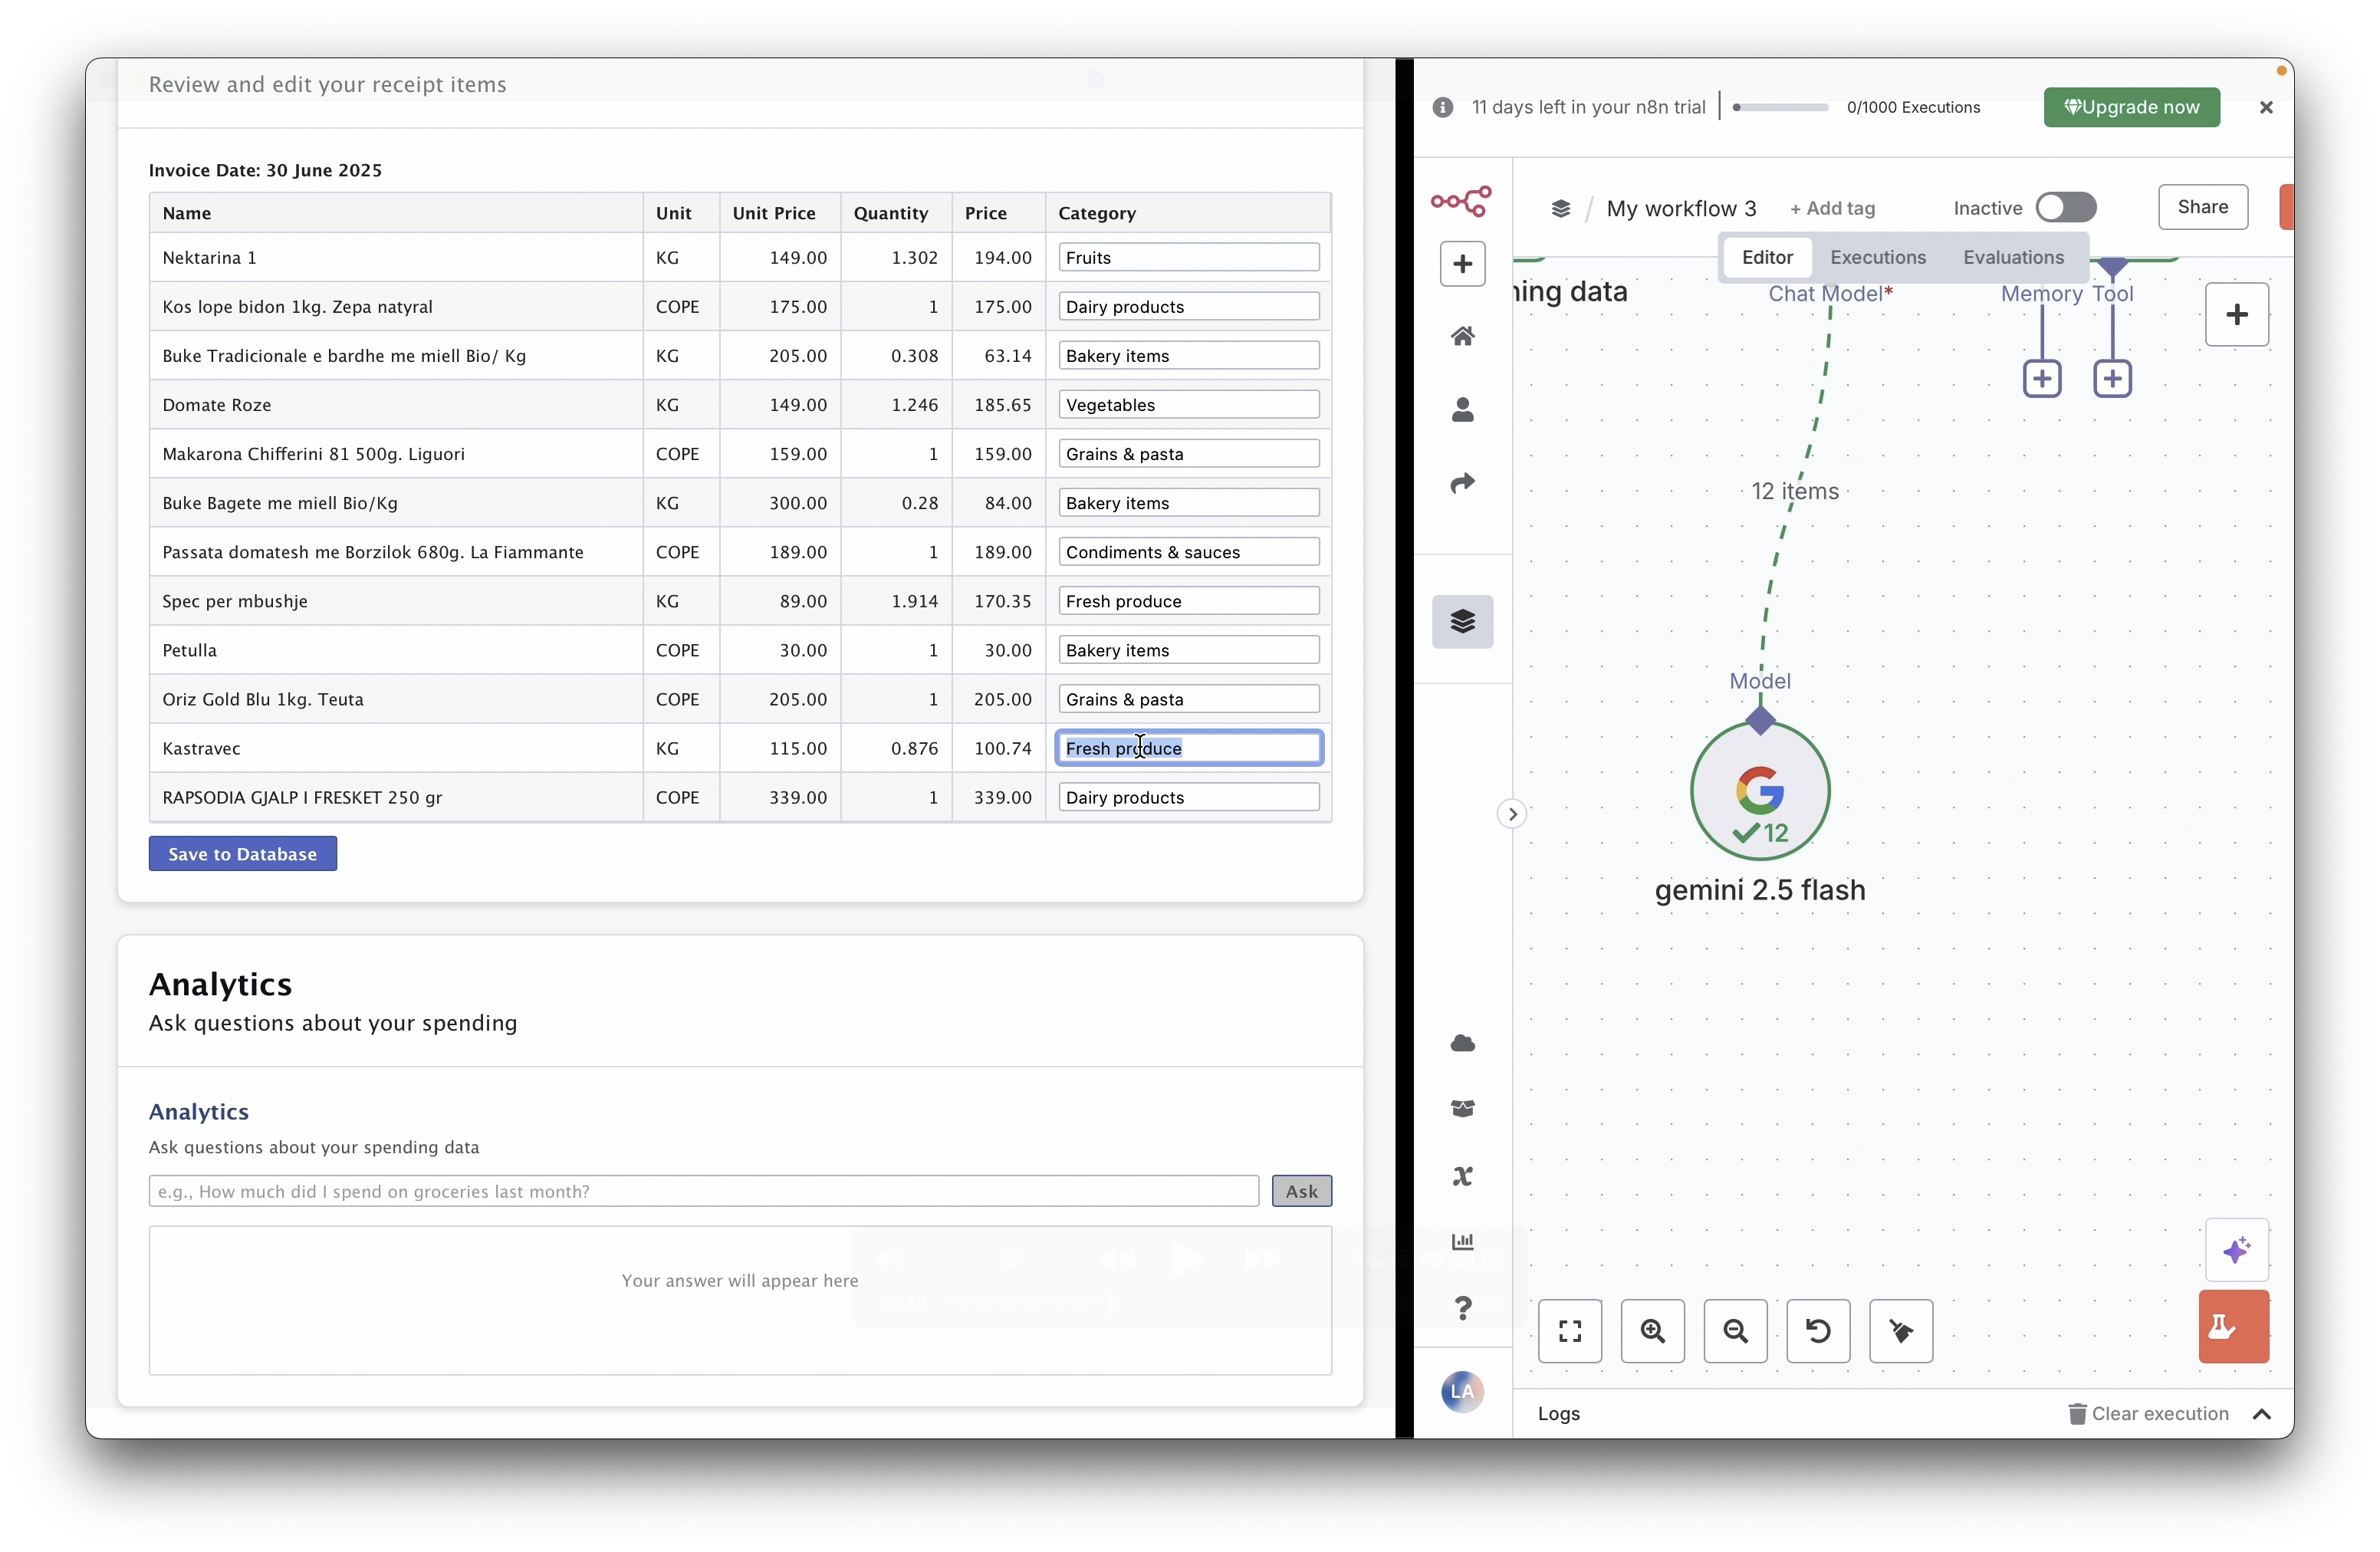 Review and edit your receipt items
Invoice Date: 30 June 2025
Name Unit Unit Price Quantity Price Category
Nektarina 1 KG 149.00 1.302 194.00 Fruits
Kos lope bidon 1kg. Zepa natyral COPE 175.00 1 175.00 Dairy products
Buke Tradicionale e bardhe me miell Bio/ Kg KG 205.00 0.308 63.14 Bakery items
Domate Roze KG 149.00 1.246 185.65 Vegetables
Makarona Chifferini 81 500g. Liguori COPE 159.00 1 159.00 Grains & pasta
Buke Bagete me miell Bio/Kg KG 300.00 0.28 84.00 Bakery items
Passata domatesh me Borzilok 680g. La Fiammante COPE 189.00 1 189.00 Condiments & sauces
Spec per mbushje KG 89.00 1.914 170.35 Fresh produce
Petulla COPE 30.00 1 30.00 Bakery items
Oriz Gold Blu 1kg. Teuta COPE 205.00 1 205.00 Grains & pasta
Kastravec KG 115.00 0.876 100.74 Fresh produce
RAPSODIA GJALP I FRESKET 250 gr COPE 339.00 1 339.00 Dairy products
Save to Database
Analytics
Ask questions about your spending
Analytics
Ask questions about your spending data
e.g., How much did I spend on groceries last month? Ask
Your answer will appear here
11 days left in your n8n trial 0/1000 Executions Upgrade now
/ My workflow 3 + Add tag Inactive Share
Editor Executions Evaluations
ning data Chat Model* Memory Tool
12 items
Model
12
gemini 2.5 flash
LA
Logs Clear execution